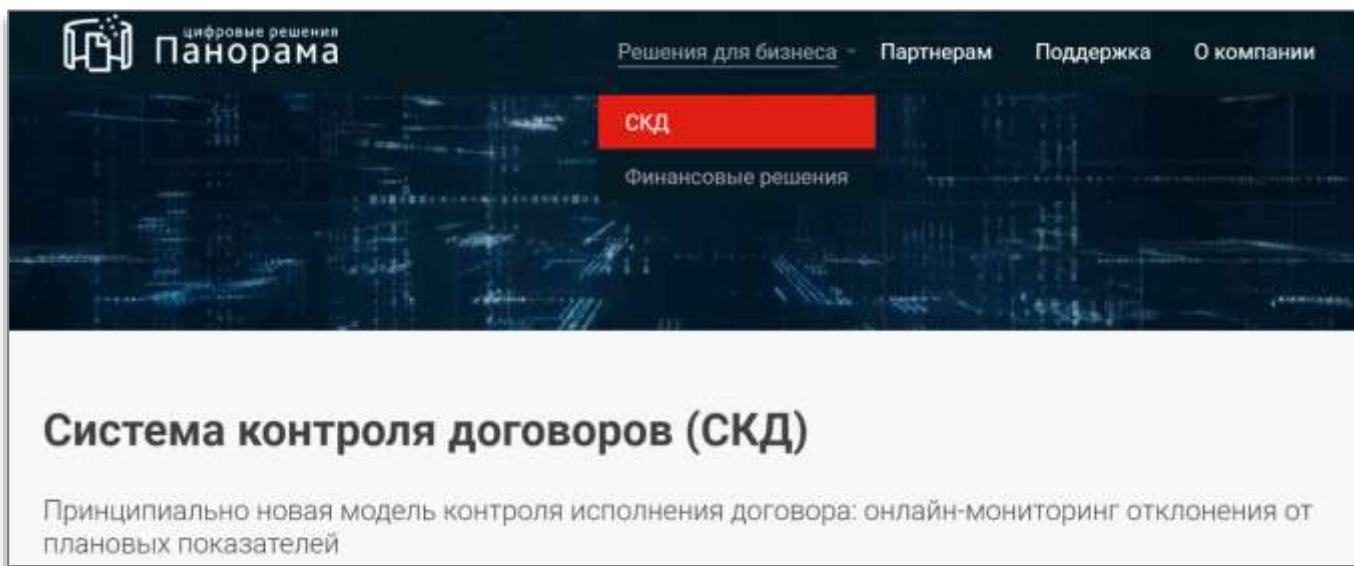 цифровые решения
Панорама
Решения для бизнеса Партнерам Поддержка О компании
СКД
Финансовые решения
Система контроля договоров (СКД)
Принципиально новая модель контроля исполнения договора: онлайн-мониторинг отклонения от
плановых показателей